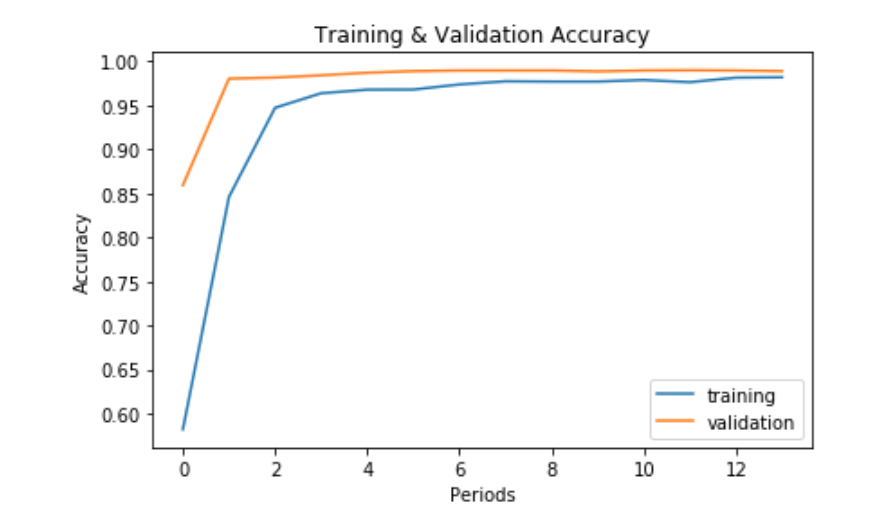 Training & Validation Accuracy
1.00
0.95
0.90
0.85
0.80
0.75
0.70
0.65
0.60
Accuracy
training
validation
0 2 4 6 8 10 12
Periods